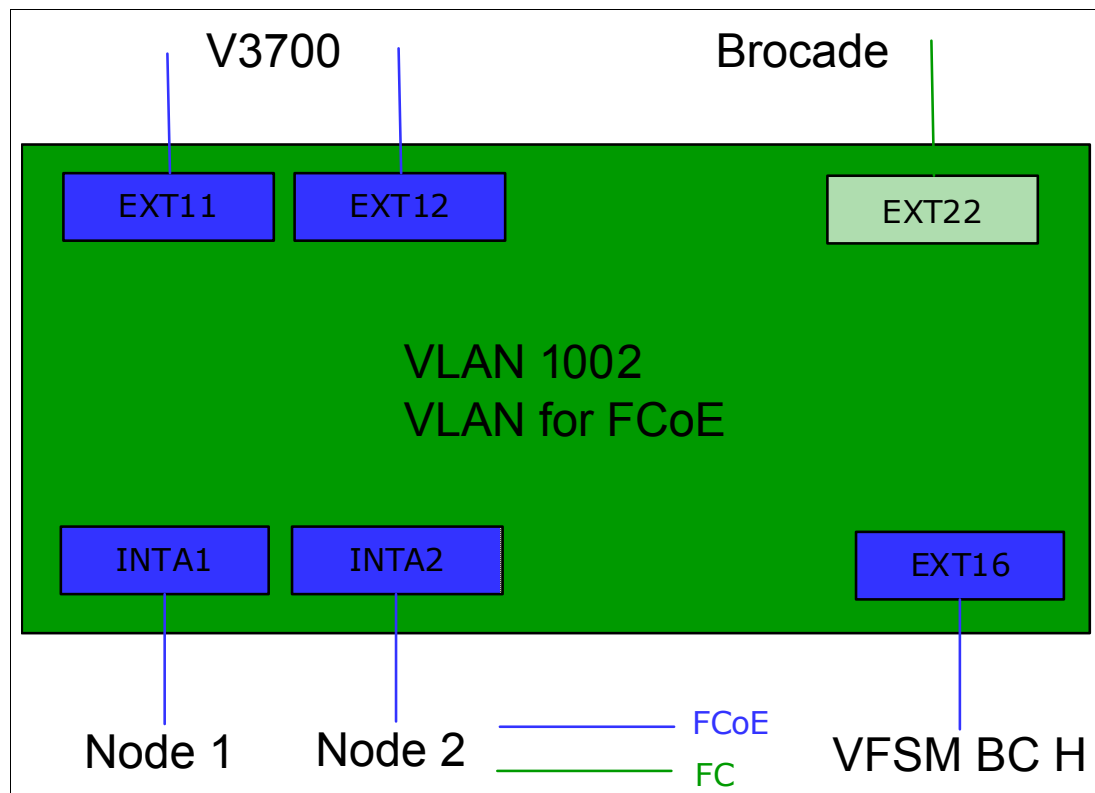 V3700
Brocade
EXT11
EXT12
EXT22
VLAN 1002
VLAN for FCoE
INTA1
INTA2
EXT16
Node 1
Node 2
FCoE
FC
VFSM BC H